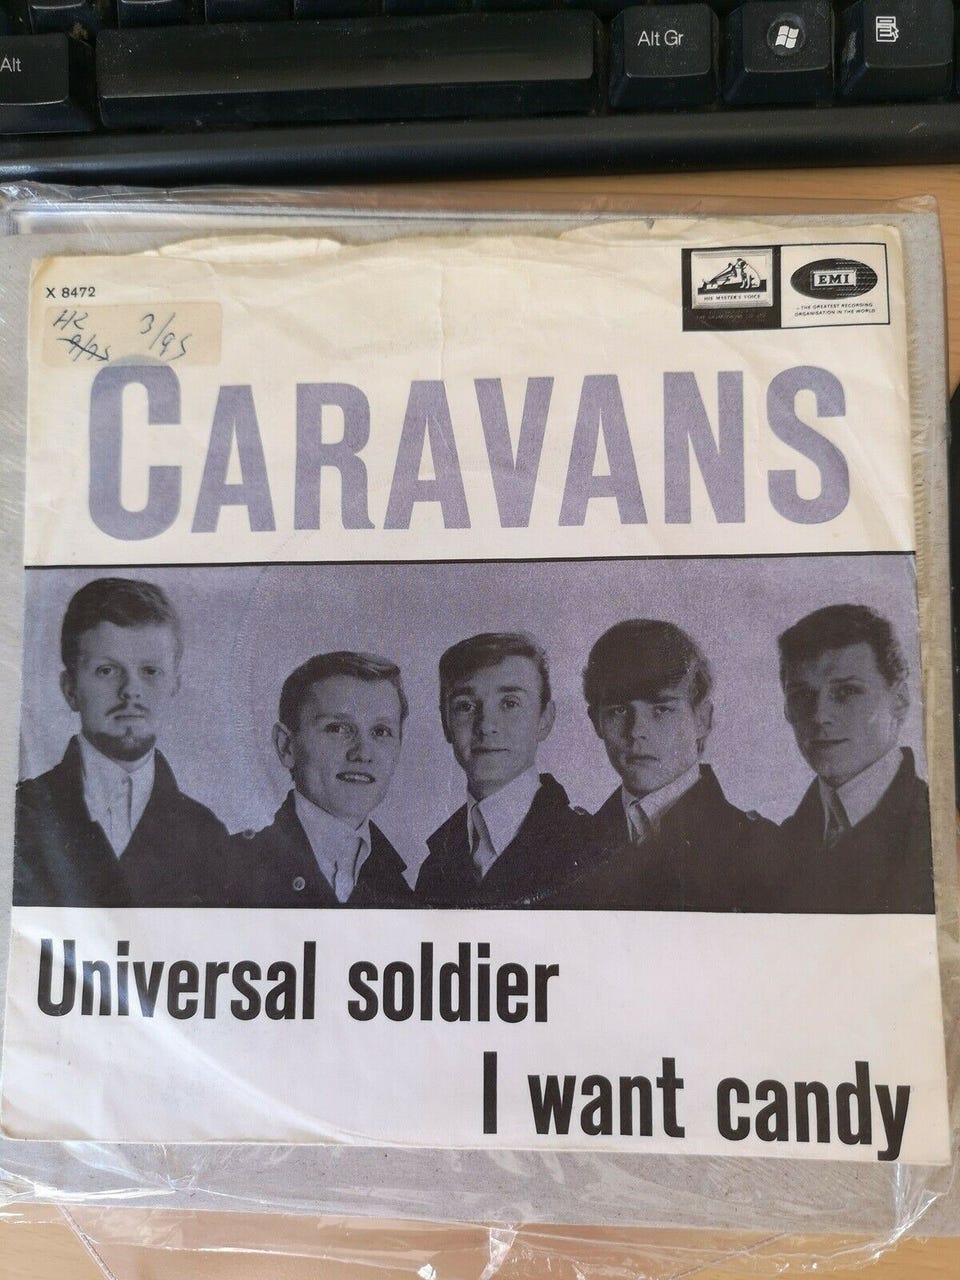 Alt
Alt Gr
X 8472
HIS MASTER'S VOICE
EMI
THE GREATEST RECORDING
ORGANISATION IN THE WORLD
3/95
CARAVANS
Universal soldier
I want candy